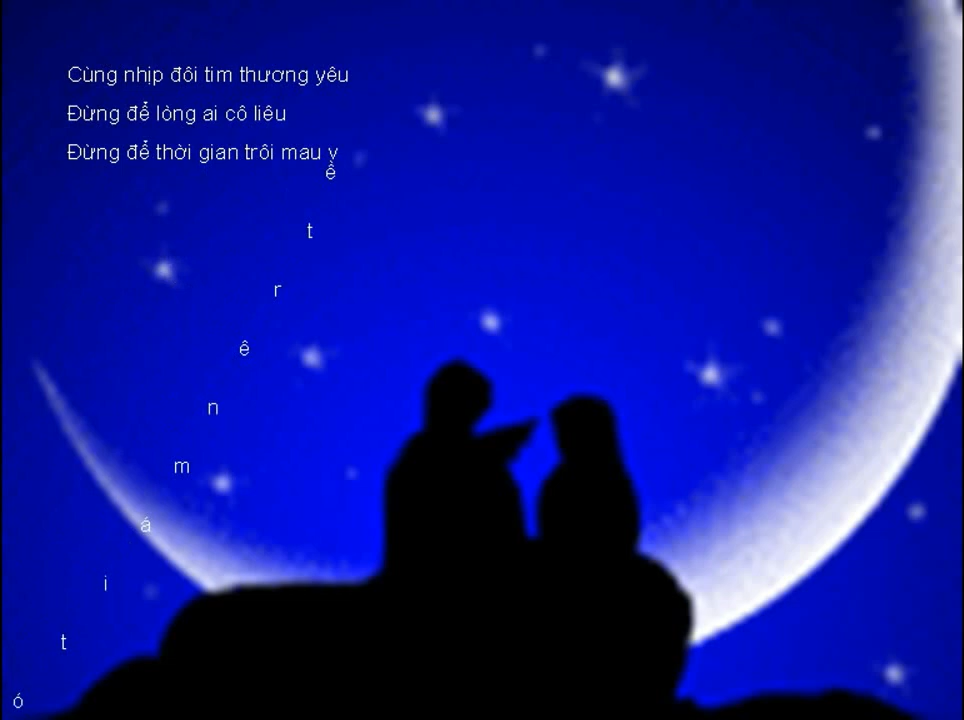 Cùng nhịp đôi tim thương yêu
Đừng để lòng ai cô liêu
Đừng để thời gian trôi mau về trên mái tó